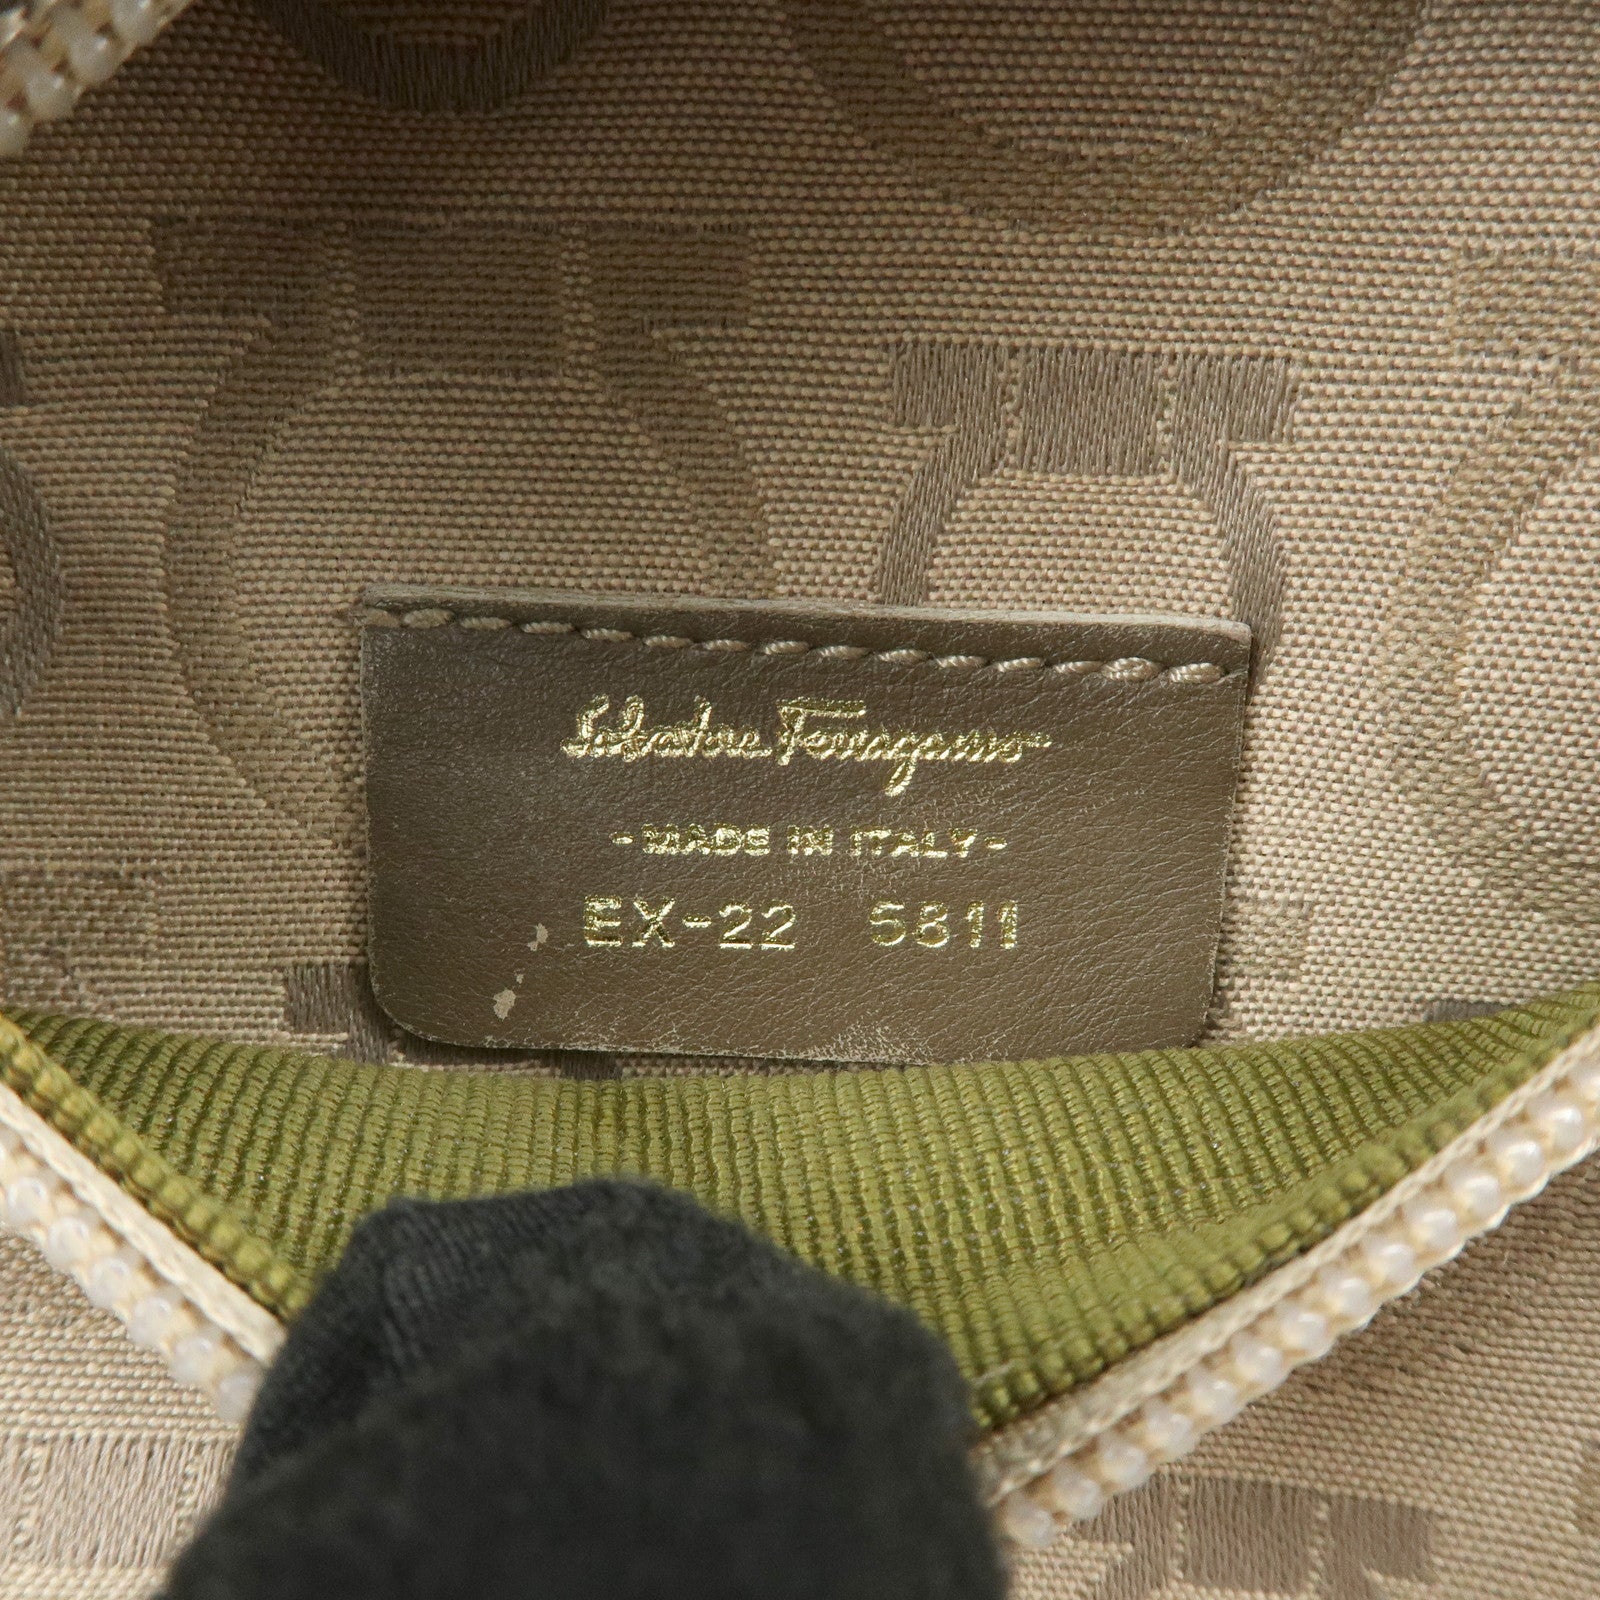 Salvatore Ferragamo
-MADE IN ITALY-
EX-22 5811